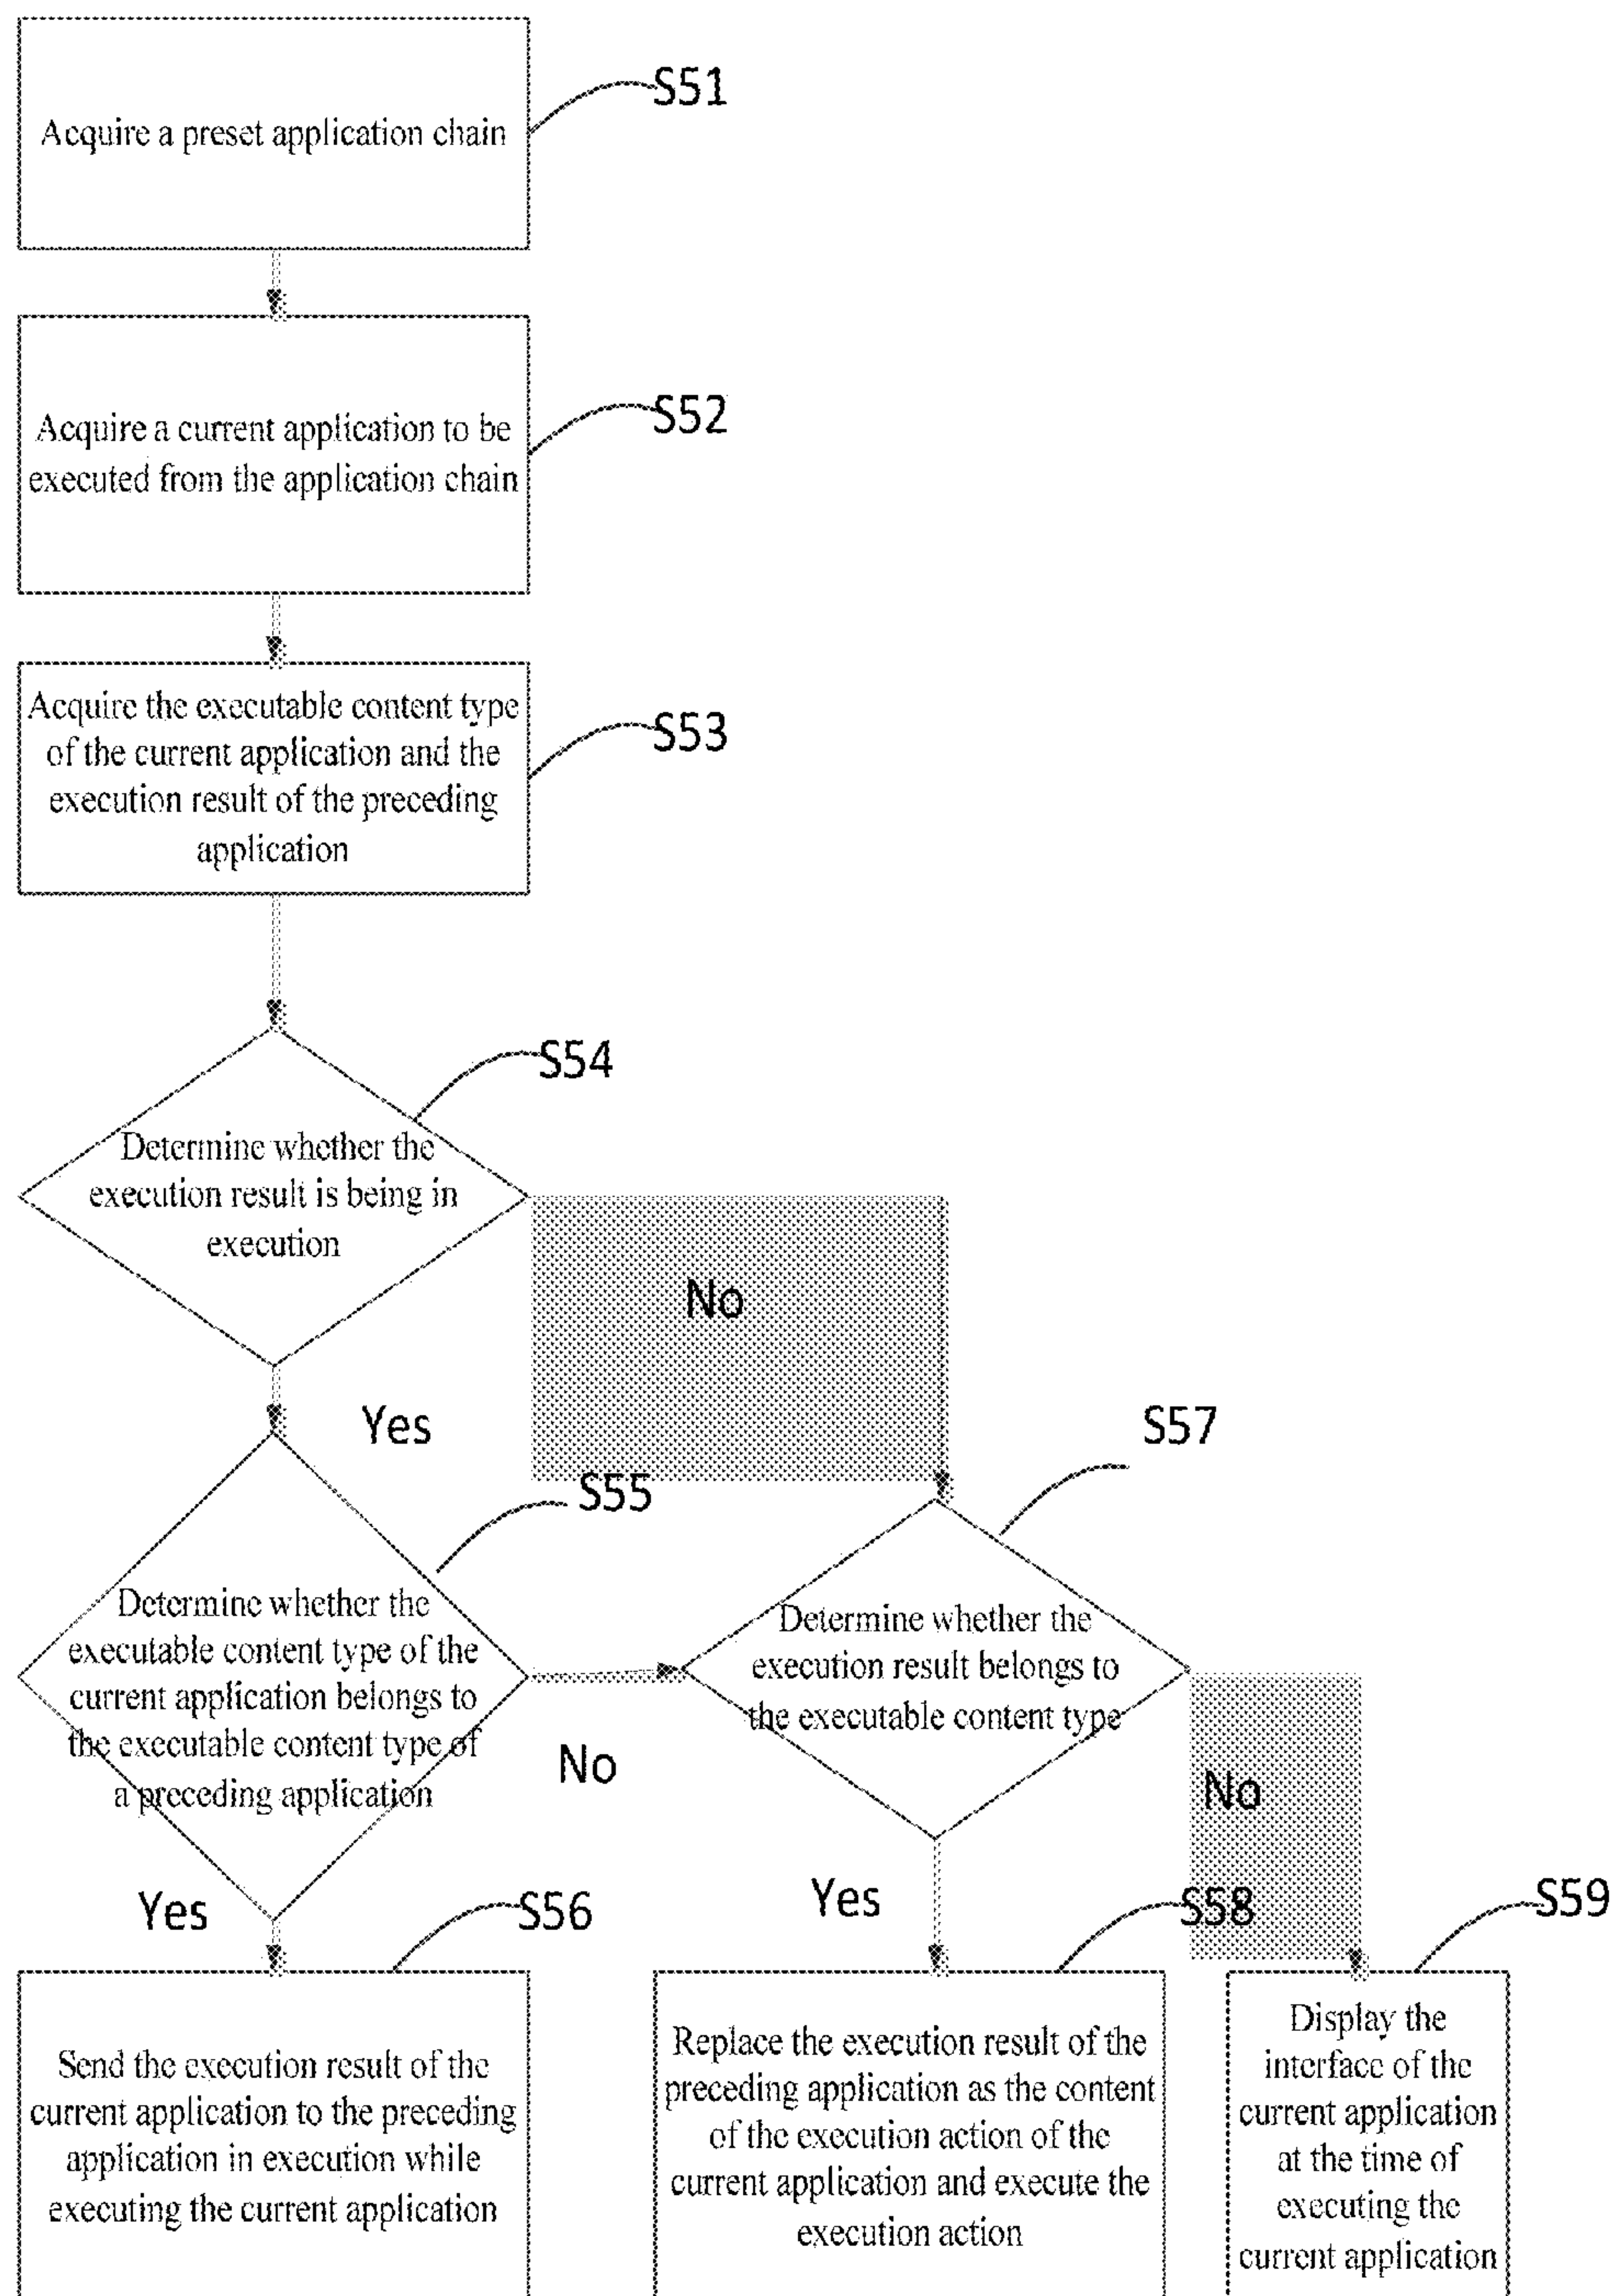 Acquire a preset application chain
S51
Acquire a current application to be
executed from the application chain
S52
Acquire the executable content type
of the current application and the
execution result of the preceding
application
S53
S54
Determine whether the
execution result is being in
execution
No
Yes
S55
S57
Determine whether the
executable content type of the
current application belongs to
the executable content type of
a preceding application
No
Determine whether the
execution result belongs to
the executable content type
No
Yes
S56
Yes
S58
S59
Send the execution result of the
current application to the preceding
application in execution while
executing the current application
Replace the execution result of the
preceding application as the content
of the execution action of the
current application and execute the
execution action
Display the
interface of the
current application
at the time of
executing the
current application